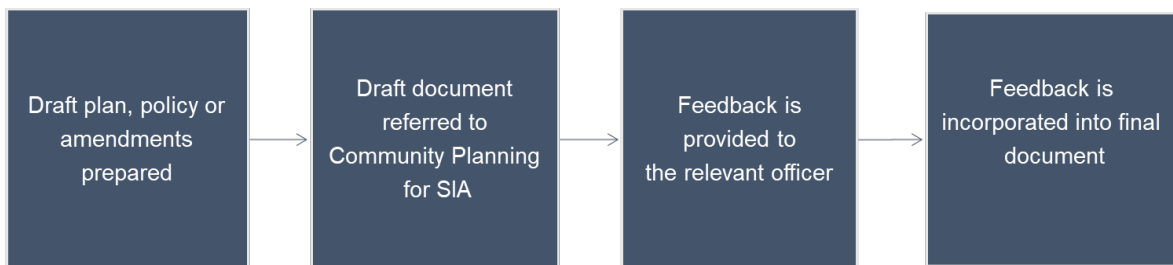 Draft plan, policy or
amendments
prepared
Draft document
referred to
Community Planning
for SIA
Feedback is
provided to
the relevant officer
Feedback is
incorporated into final
document